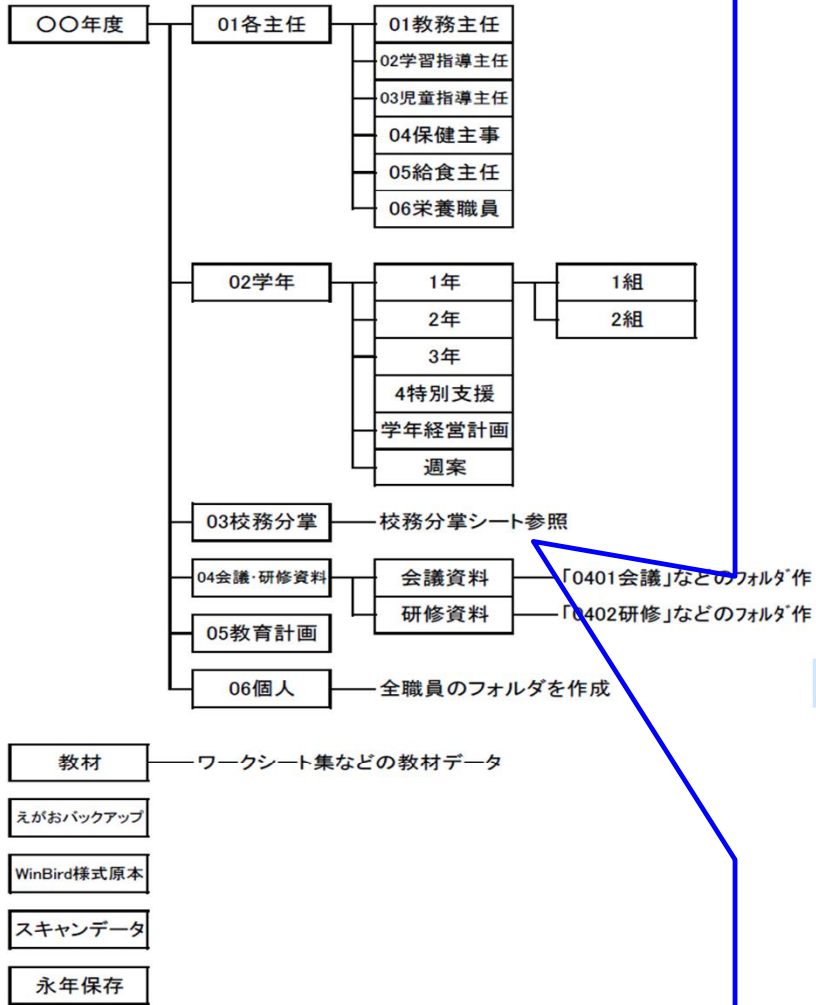 〇〇年度 01各主任 01教務主任
02学習指導主任
03児童指導主任
04保健主事
05給食主任
06栄養職員
02学年 1年 1組
2年 2組
3年
4特別支援
学年経営計画
週案
03校務分掌 校務分掌シート参照
04会議・研修資料 会議資料 「0401会議」などのフォルダ作
研修資料 「0402研修」などのフォルダ作
05教育計画
06個人 全職員のフォルダを作成
教材 ワークシート集などの教材データ
えがおバックアップ
WinBird様式原本
スキャンデータ
永年保存